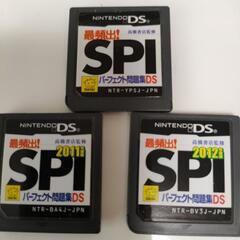 NINTENDO DS
最頻出!
高橋書店監修
SPI
パーフェクト問題集DS
NTR-YPSJ-JPN
NINTENDO DS
最頻出!
高橋書店監修
2011年
SPI
パーフェクト問題集DS
NTR-BA4J-JPN
NINTENDO DS
最頻出!
高橋書店監修
2012年
SPI
パーフェクト問題集DS
NTR-BV3J-JPN